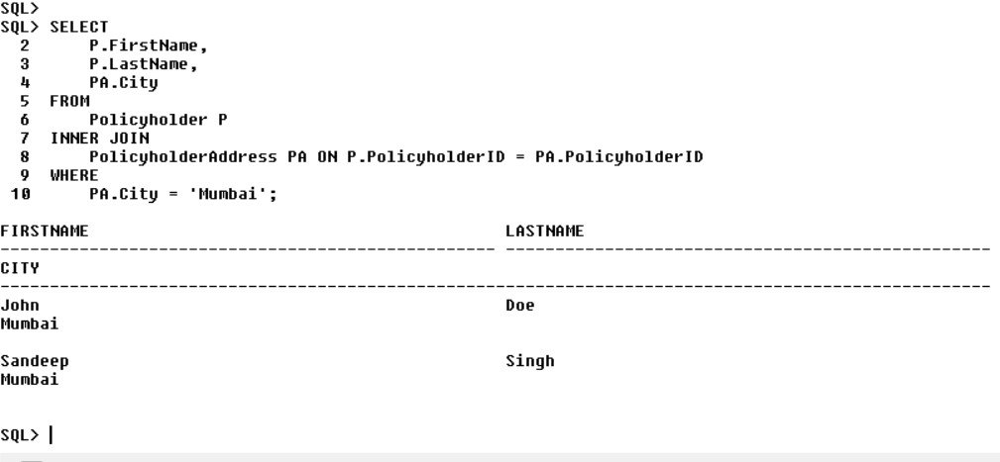 SQL>
SQL> SELECT
  2      P.FirstName,
  3      P.LastName,
  4      PA.City
  5  FROM
  6      Policyholder P
  7  INNER JOIN
  8      PolicyholderAddress PA ON P.PolicyholderID = PA.PolicyholderID
  9  WHERE
 10      PA.City = 'Mumbai';

FIRSTNAME                                          LASTNAME
-------------------------------------------------- -------------------------------------------------
CITY
----------------------------------------------------------------------------------------------------
John                                               Doe
Mumbai

Sandeep                                            Singh
Mumbai


SQL>